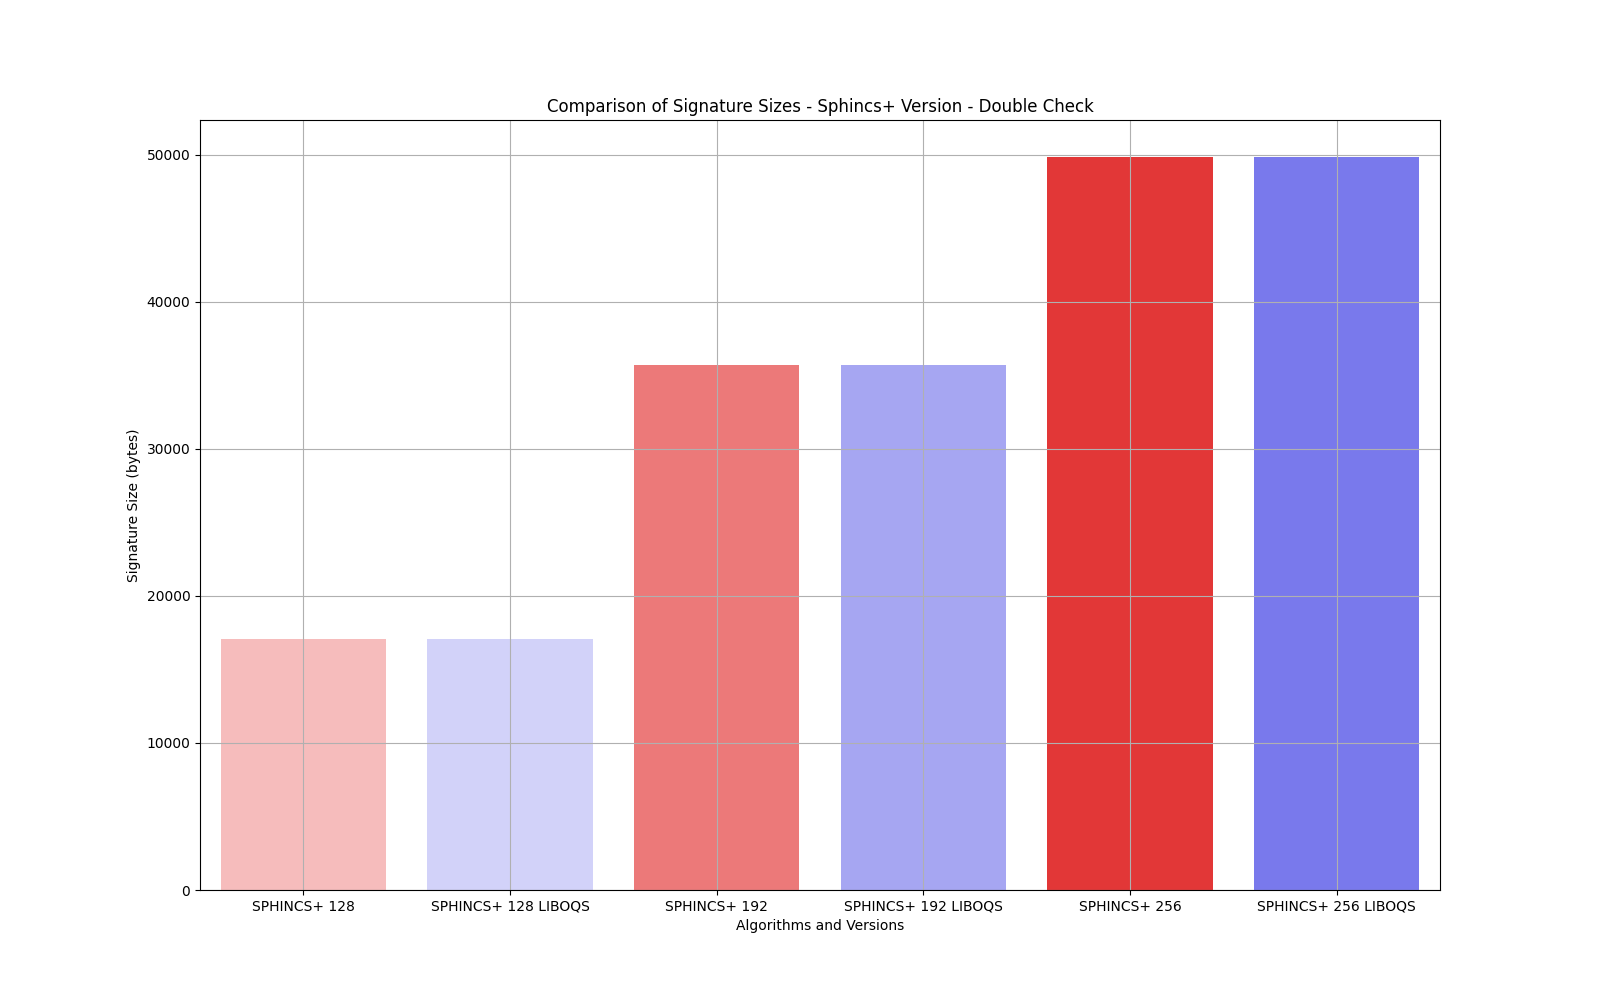 Comparison of Signature Sizes - Sphincs+ Version - Double Check
50000
40000
30000
20000
10000
0
Signature Size (bytes)
SPHINCS+ 128
SPHINCS+ 128 LIBOQS
SPHINCS+ 192
SPHINCS+ 192 LIBOQS
SPHINCS+ 256
SPHINCS+ 256 LIBOQS
Algorithms and Versions